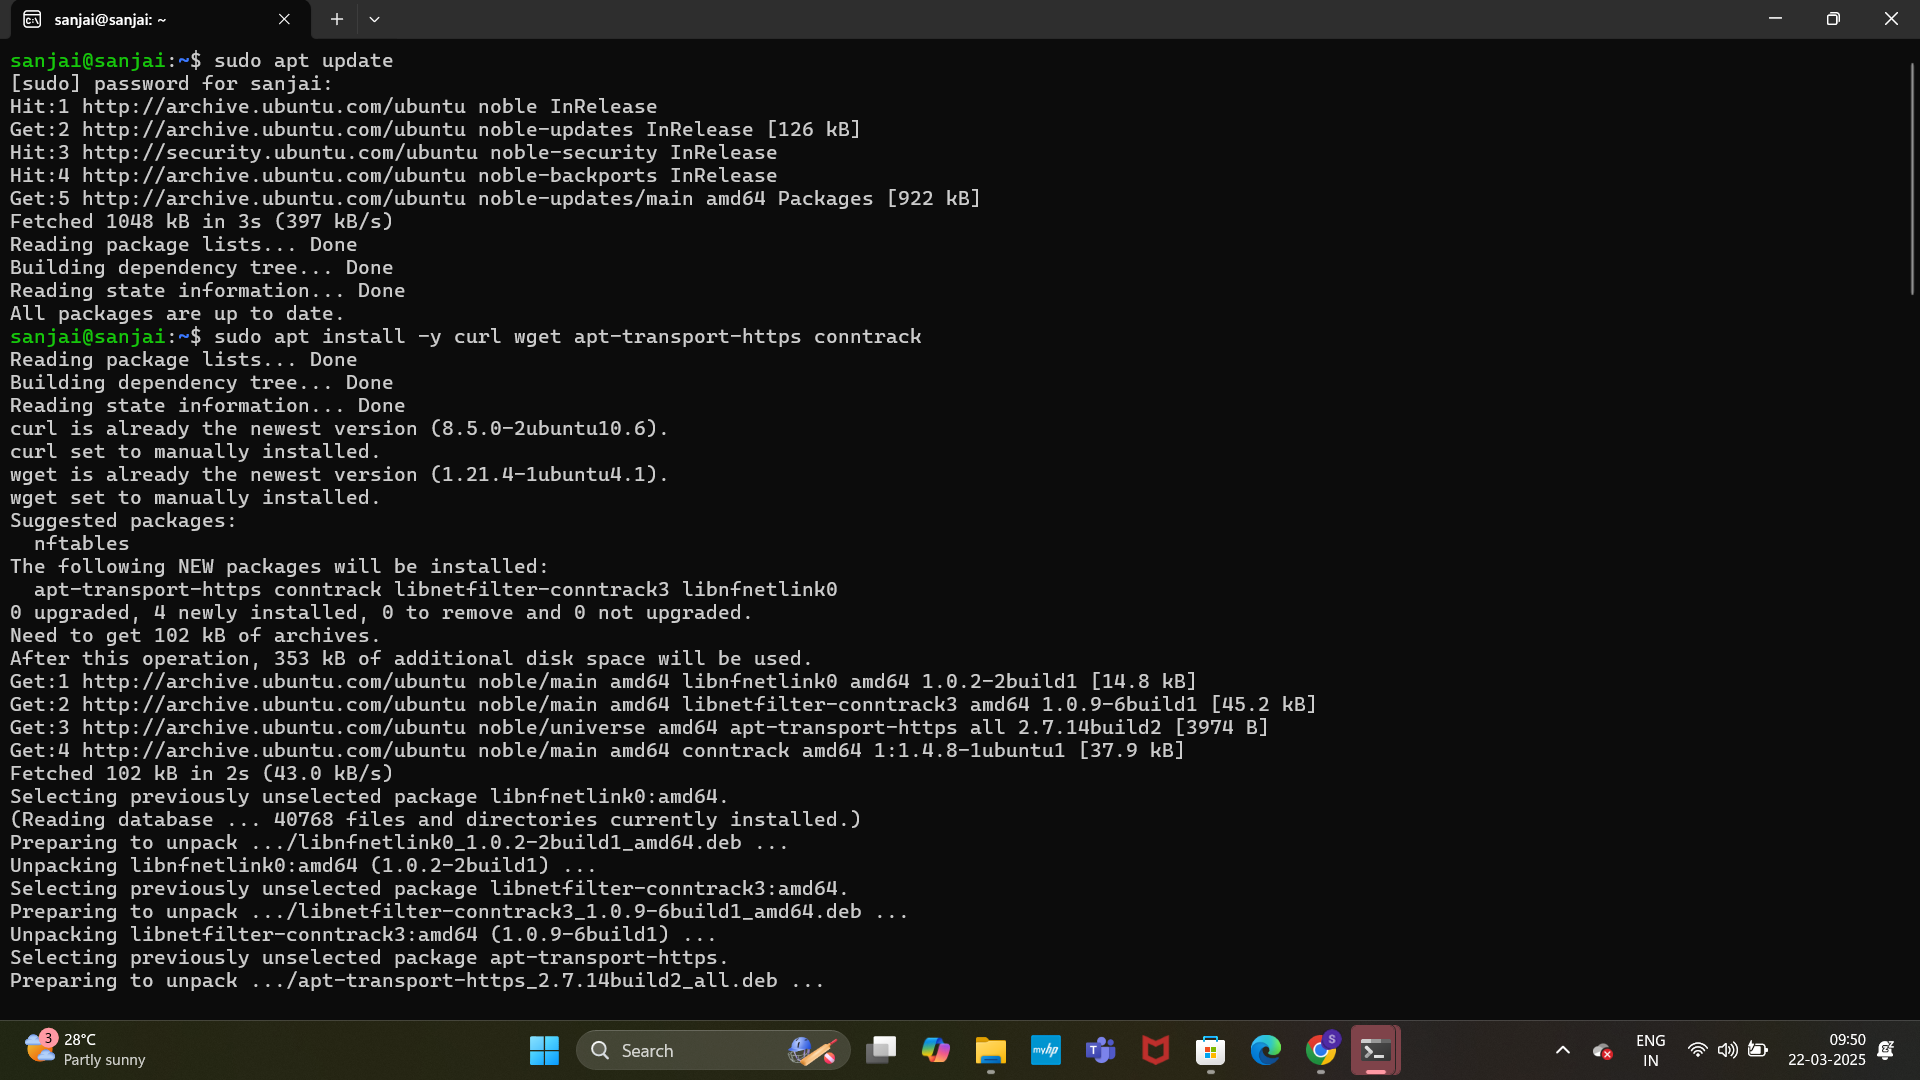 sanjai@sanjai: ~
sanjai@sanjai:~$ sudo apt update
[sudo] password for sanjai:
Hit:1 http://archive.ubuntu.com/ubuntu noble InRelease
Get:2 http://archive.ubuntu.com/ubuntu noble-updates InRelease [126 kB]
Hit:3 http://security.ubuntu.com/ubuntu noble-security InRelease
Hit:4 http://archive.ubuntu.com/ubuntu noble-backports InRelease
Get:5 http://archive.ubuntu.com/ubuntu noble-updates/main amd64 Packages [922 kB]
Fetched 1048 kB in 3s (397 kB/s)
Reading package lists... Done
Building dependency tree... Done
Reading state information... Done
All packages are up to date.
sanjai@sanjai:~$ sudo apt install -y curl wget apt-transport-https conntrack
Reading package lists... Done
Building dependency tree... Done
Reading state information... Done
curl is already the newest version (8.5.0-2ubuntu10.6).
curl set to manually installed.
wget is already the newest version (1.21.4-1ubuntu4.1).
wget set to manually installed.
Suggested packages:
  nftables
The following NEW packages will be installed:
  apt-transport-https conntrack libnetfilter-conntrack3 libnfnetlink0
0 upgraded, 4 newly installed, 0 to remove and 0 not upgraded.
Need to get 102 kB of archives.
After this operation, 353 kB of additional disk space will be used.
Get:1 http://archive.ubuntu.com/ubuntu noble/main amd64 libnfnetlink0 amd64 1.0.2-2build1 [14.8 kB]
Get:2 http://archive.ubuntu.com/ubuntu noble/main amd64 libnetfilter-conntrack3 amd64 1.0.9-6build1 [45.2 kB]
Get:3 http://archive.ubuntu.com/ubuntu noble/universe amd64 apt-transport-https all 2.7.14build2 [3974 B]
Get:4 http://archive.ubuntu.com/ubuntu noble/main amd64 conntrack amd64 1:1.4.8-1ubuntu1 [37.9 kB]
Fetched 102 kB in 2s (43.0 kB/s)
Selecting previously unselected package libnfnetlink0:amd64.
(Reading database ... 40768 files and directories currently installed.)
Preparing to unpack .../libnfnetlink0_1.0.2-2build1_amd64.deb ...
Unpacking libnfnetlink0:amd64 (1.0.2-2build1) ...
Selecting previously unselected package libnetfilter-conntrack3:amd64.
Preparing to unpack .../libnetfilter-conntrack3_1.0.9-6build1_amd64.deb ...
Unpacking libnetfilter-conntrack3:amd64 (1.0.9-6build1) ...
Selecting previously unselected package apt-transport-https.
Preparing to unpack .../apt-transport-https_2.7.14build2_all.deb ...
3 28°C
Partly sunny
Search
myhp
T
S
ENG
IN
09:50
22-03-2025